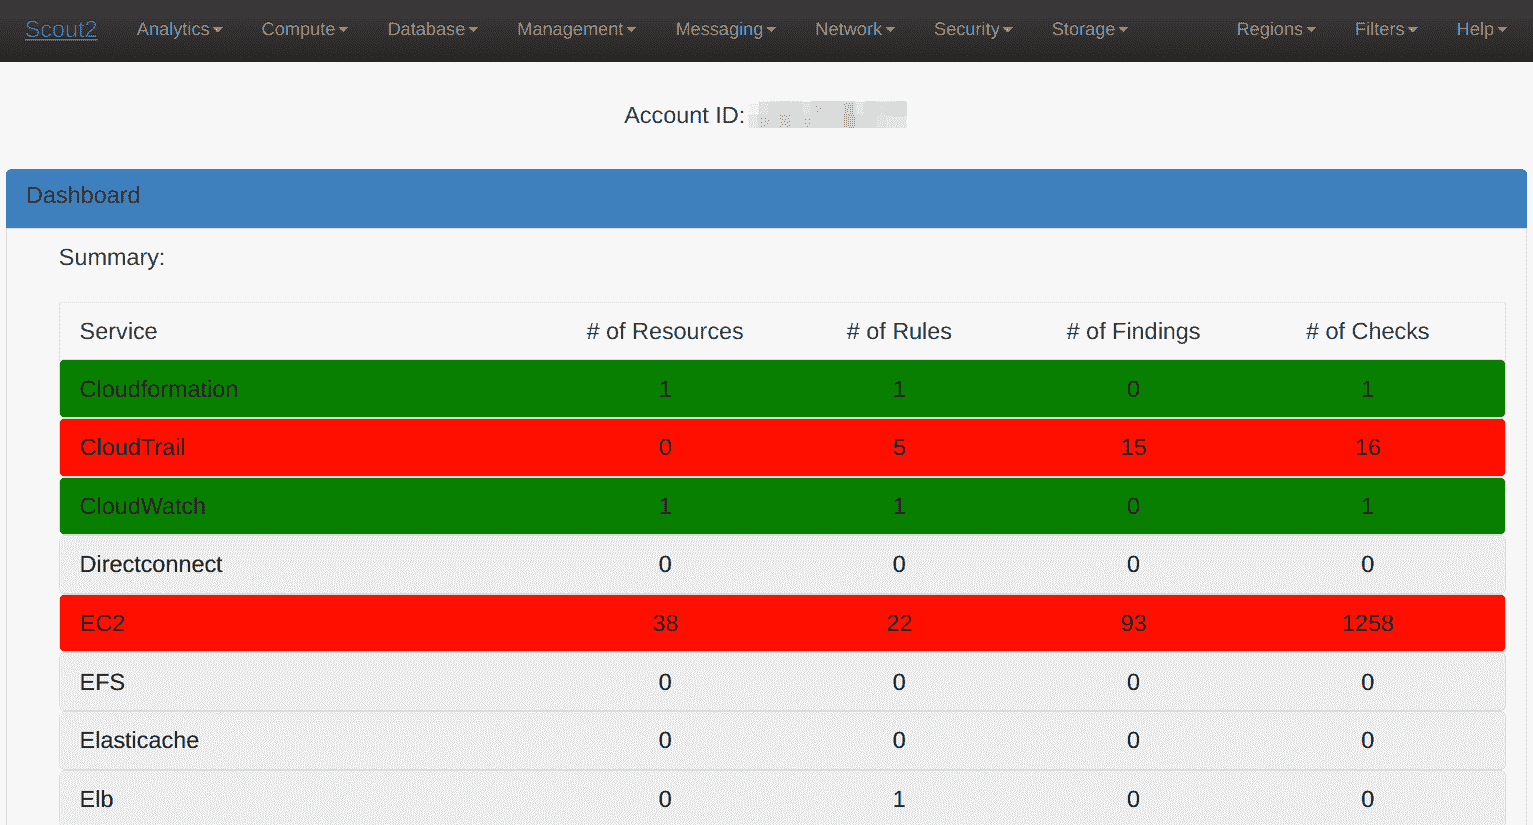 Scout2 Analytics Compute Database Management Messaging Network Security Storage Regions Filters Help
Account ID:
Dashboard
Summary:
Service # of Resources # of Rules # of Findings # of Checks
Cloudformation 1 1 0 1
CloudTrail 0 5 15 16
CloudWatch 1 1 0 1
Directconnect 0 0 0 0
EC2 38 22 93 1258
EFS 0 0 0 0
Elasticache 0 0 0 0
Elb 0 1 0 0